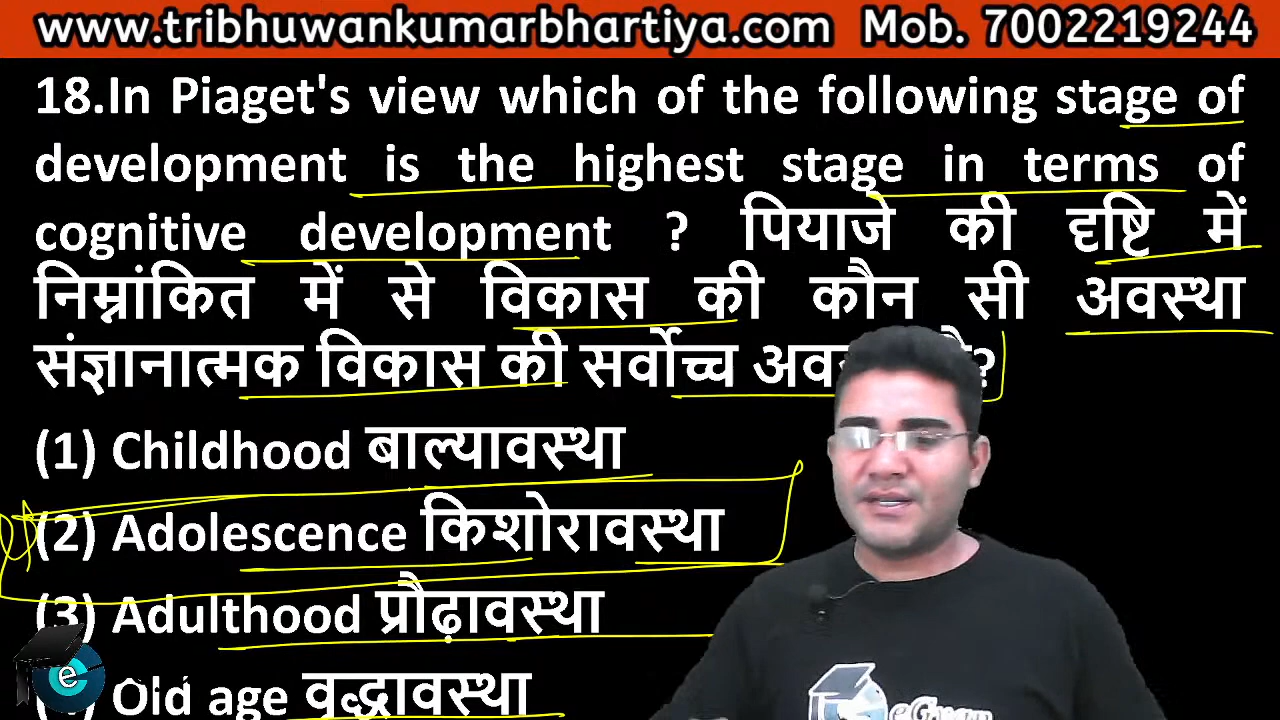 www.tribhuwankumarbhartiya.com Mob. 7002219244
18.In Piaget's view which of the following stage of
development is the highest stage in terms of
cognitive development ? पियाजे की दृष्टि में
निम्नांकित में से विकास की कौन सी अवस्था
संज्ञानात्मक विकास की सर्वोच्च
(1) Childhood बाल्यावस्था
(2) Adolescence किशोरावस्था
(3) Adulthood प्रौढ़ावस्था
Old age वृद्धावस्था
e